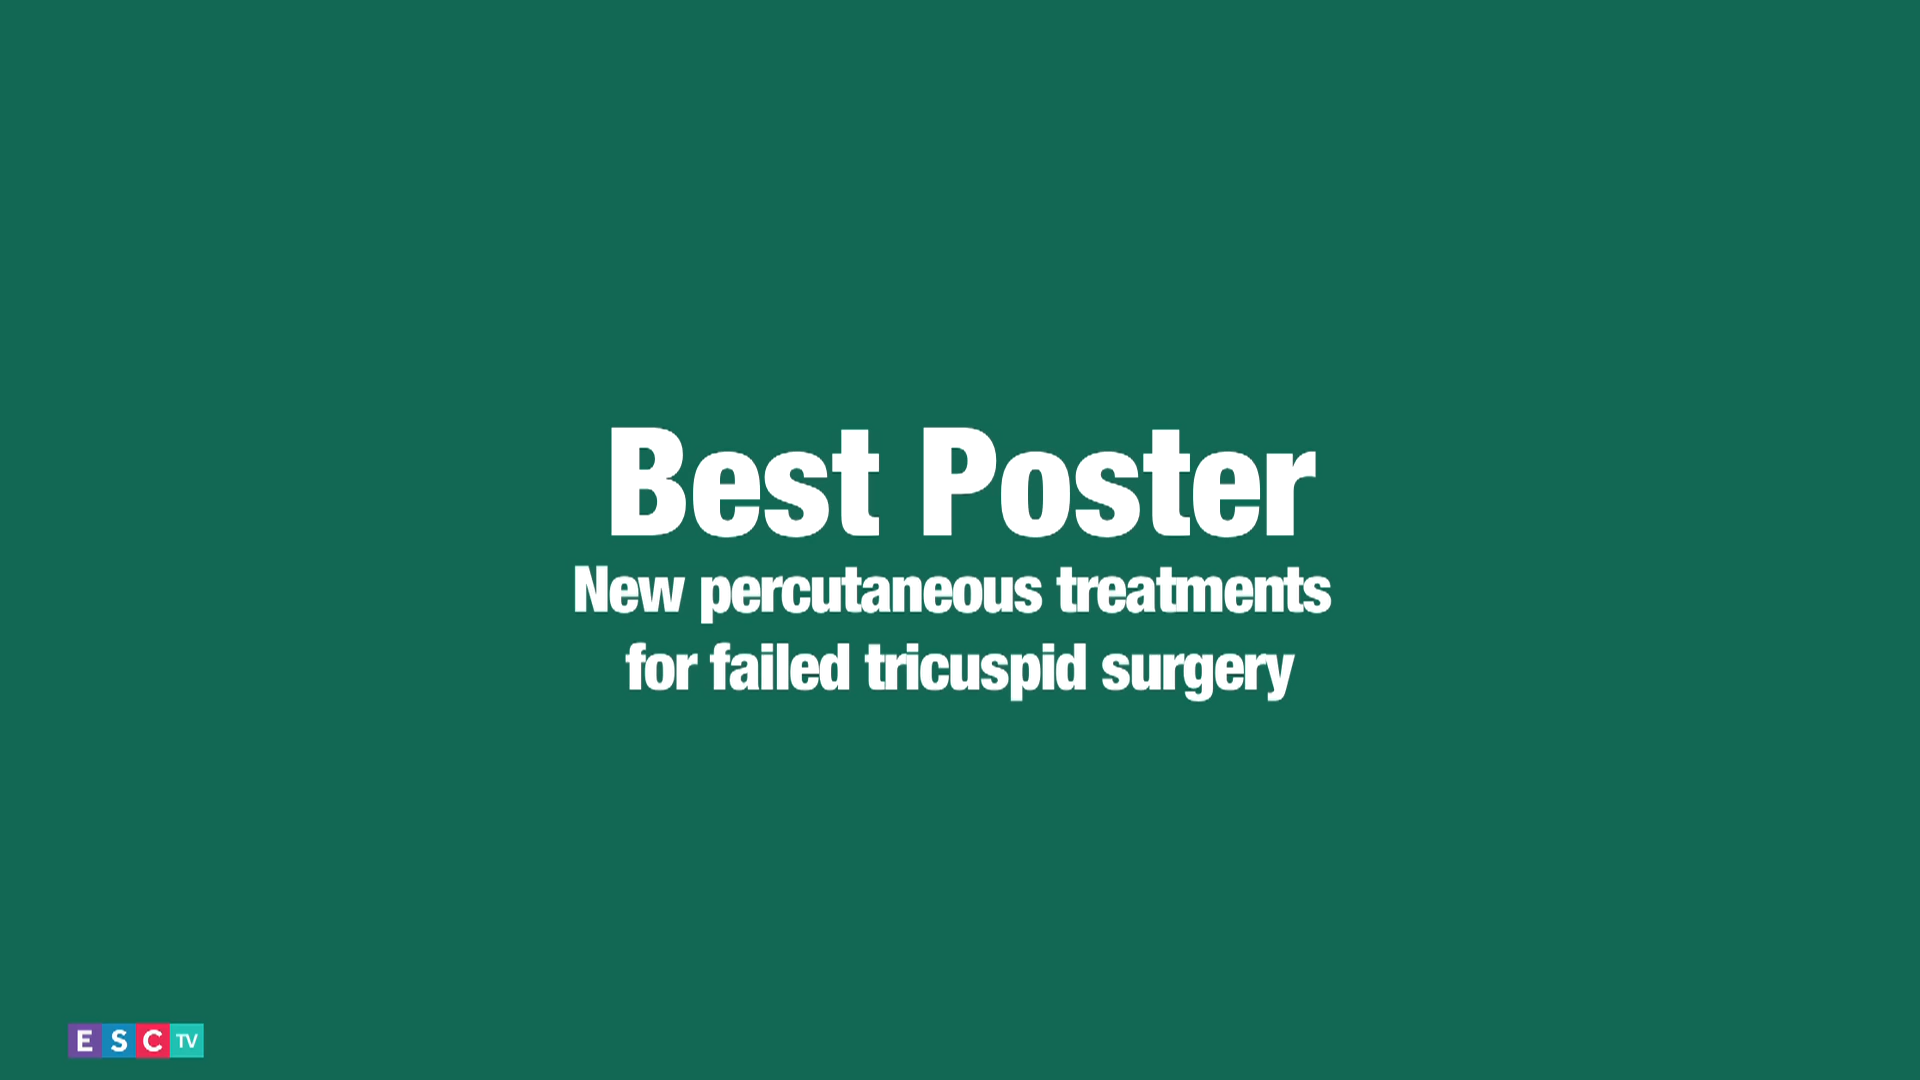 Best Poster
New percutaneous treatments
for failed tricuspid surgery
ESC TV